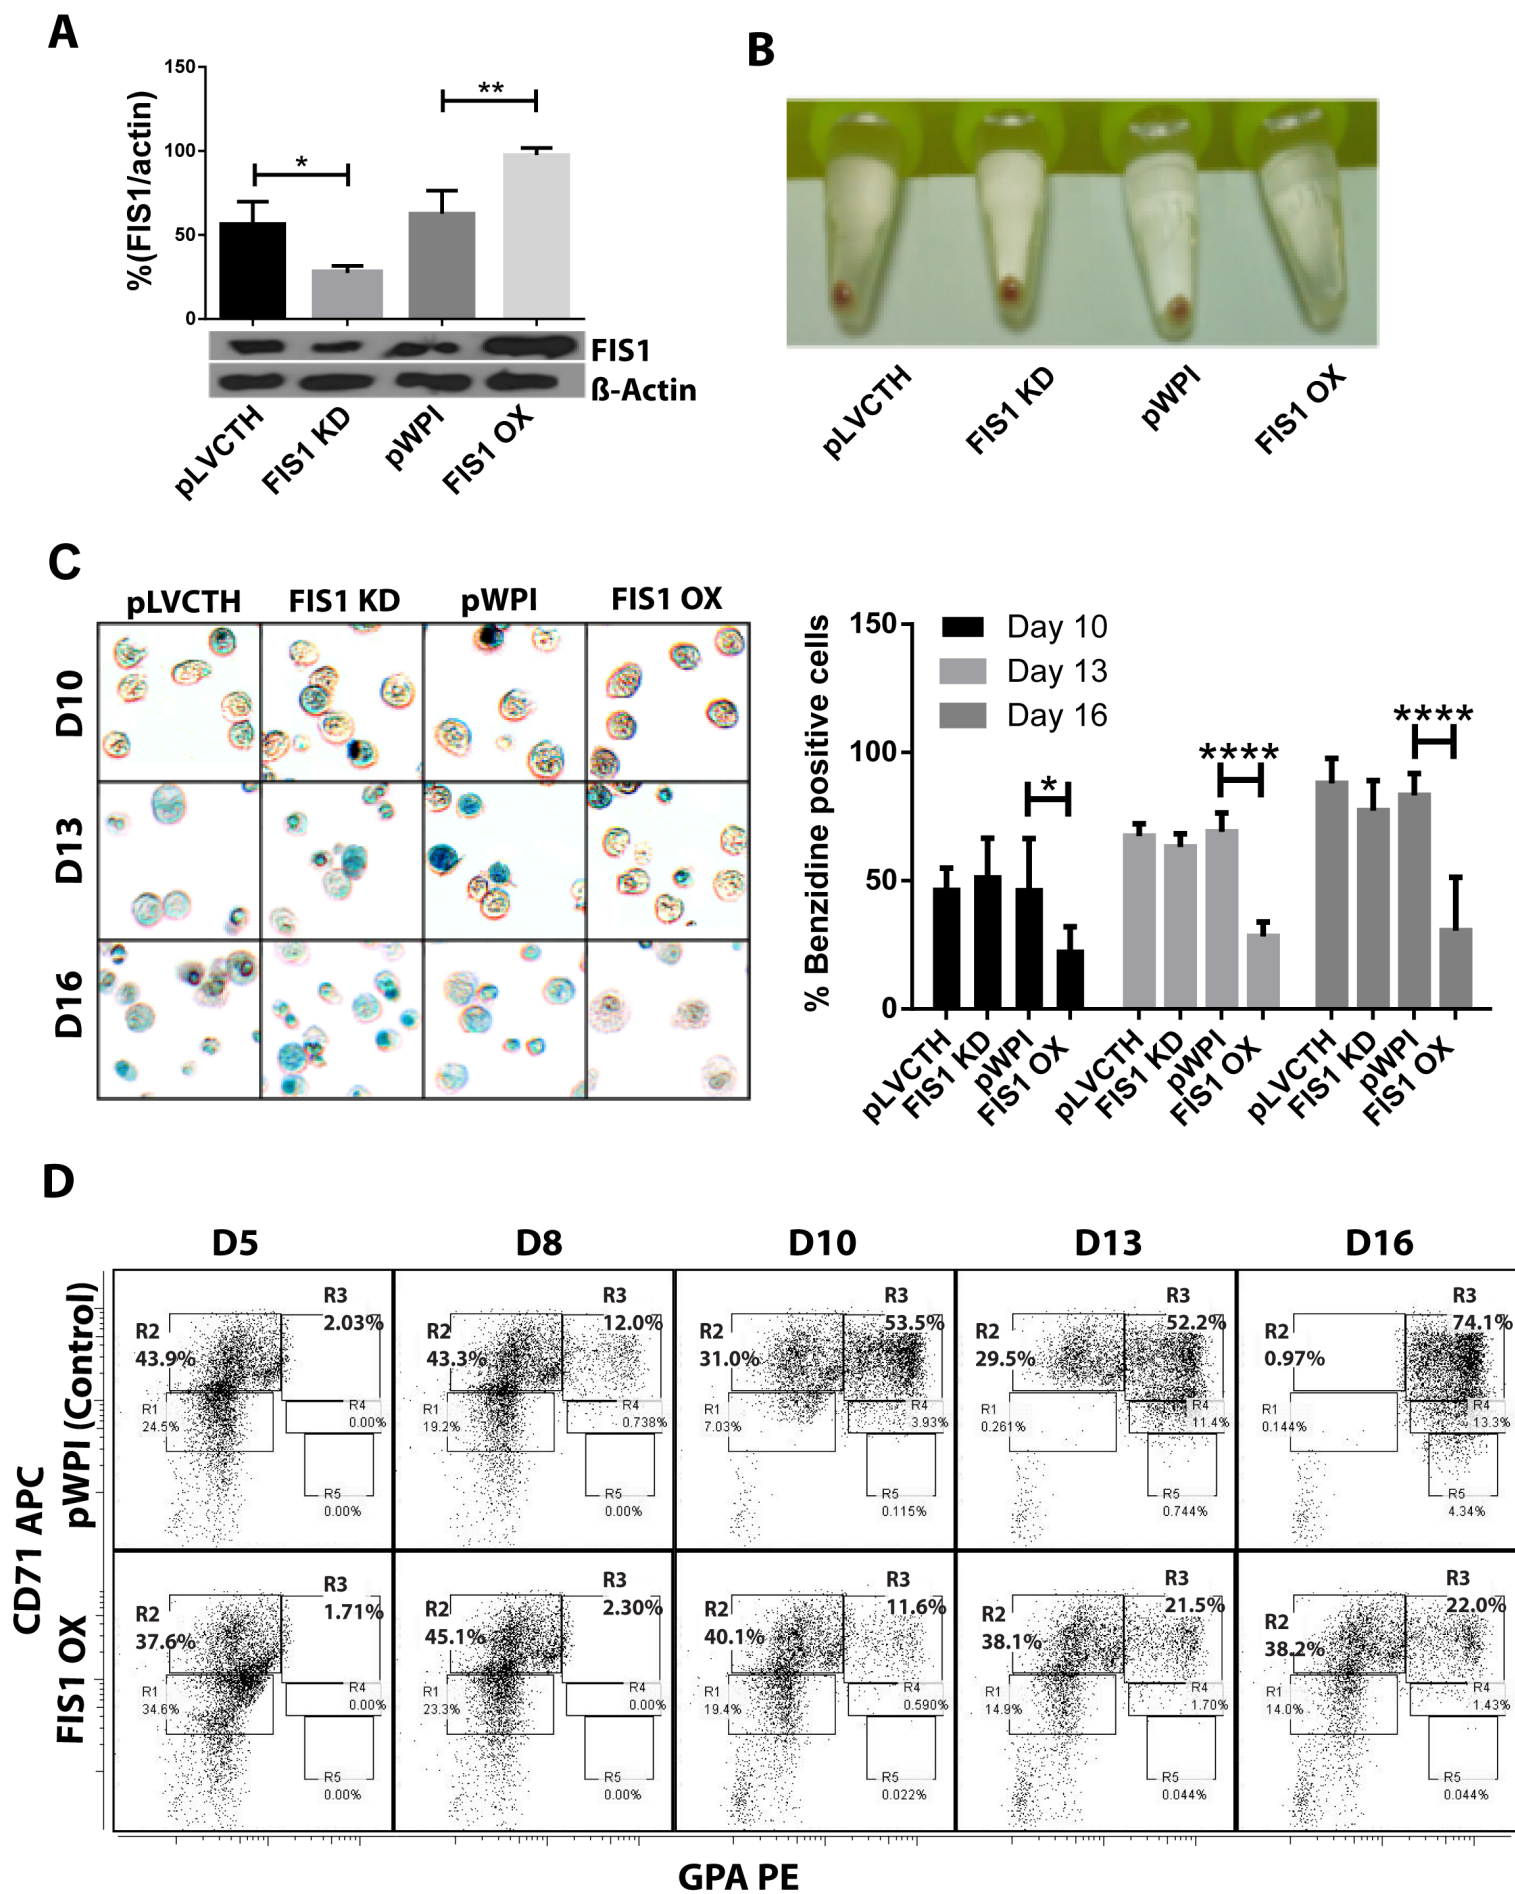 A
150
100
50
0
%(FIS1/actin)
*
**
FIS1
ß-Actin
pLVCTH
FIS1 KD
pWPI
FIS1 OX
B
pLVCTH
FIS1 KD
pWPI
FIS1 OX
C
pLVCTH FIS1 KD pWPI FIS1 OX
D10
D13
D16
% Benzidine positive cells
150
100
50
0
Day 10
Day 13
Day 16
*
****
****
pLVCTH
FIS1 KD
pWPI
FIS1 OX
pLVCTH
FIS1 KD
pWPI
FIS1 OX
pLVCTH
FIS1 KD
pWPI
FIS1 OX
D
D5 D8 D10 D13 D16
CD71 APC
pWPI (Control)
R3
2.03%
R2
43.9%
R1
24.5%
R4
0.00%
R5
0.00%
R3
12.0%
R2
43.3%
R1
19.2%
R4
0.738%
R5
0.00%
R3
53.5%
R2
31.0%
R1
7.03%
R4
3.93%
R5
0.115%
R3
52.2%
R2
29.5%
R1
0.261%
R4
11.4%
R5
0.744%
R3
74.1%
R2
0.97%
R1
0.144%
R4
13.3%
R5
4.34%
FIS1 OX
R3
1.71%
R2
37.6%
R1
34.6%
R4
0.00%
R5
0.00%
R3
2.30%
R2
45.1%
R1
23.3%
R4
0.00%
R5
0.00%
R3
11.6%
R2
40.1%
R1
19.4%
R4
0.590%
R5
0.022%
R3
21.5%
R2
38.1%
R1
14.9%
R4
1.70%
R5
0.044%
R3
22.0%
R2
38.2%
R1
14.0%
R4
1.43%
R5
0.044%
GPA PE